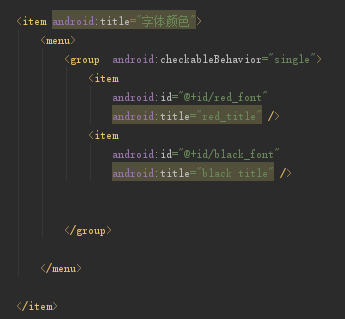 <item android:title="字体颜色">
<menu>
<group  android:checkableBehavior="single">
<item
android:id="@+id/red_font"
android:title="red_title" />
<item
android:id="@+id/black_font"
android:title="black title" />
</group>
</menu>
</item>